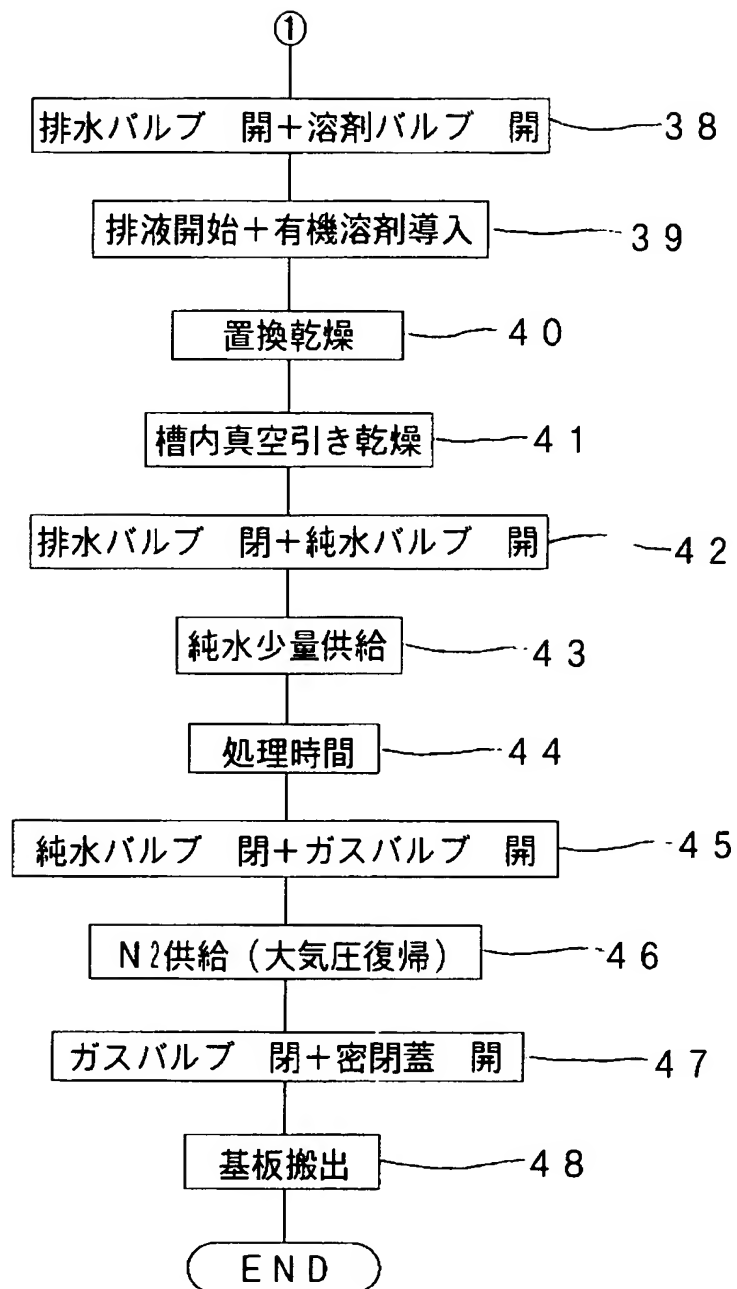 ①
排水バルブ　開＋溶剤バルブ　開 38
排液開始＋有機溶剤導入 39
置換乾燥 40
槽内真空引き乾燥 41
排水バルブ　閉＋純水バルブ　開 42
純水少量供給 43
処理時間 44
純水バルブ　閉＋ガスバルブ　開 45
N2供給（大気圧復帰） 46
ガスバルブ　閉＋密閉蓋　開 47
基板搬出 48
END